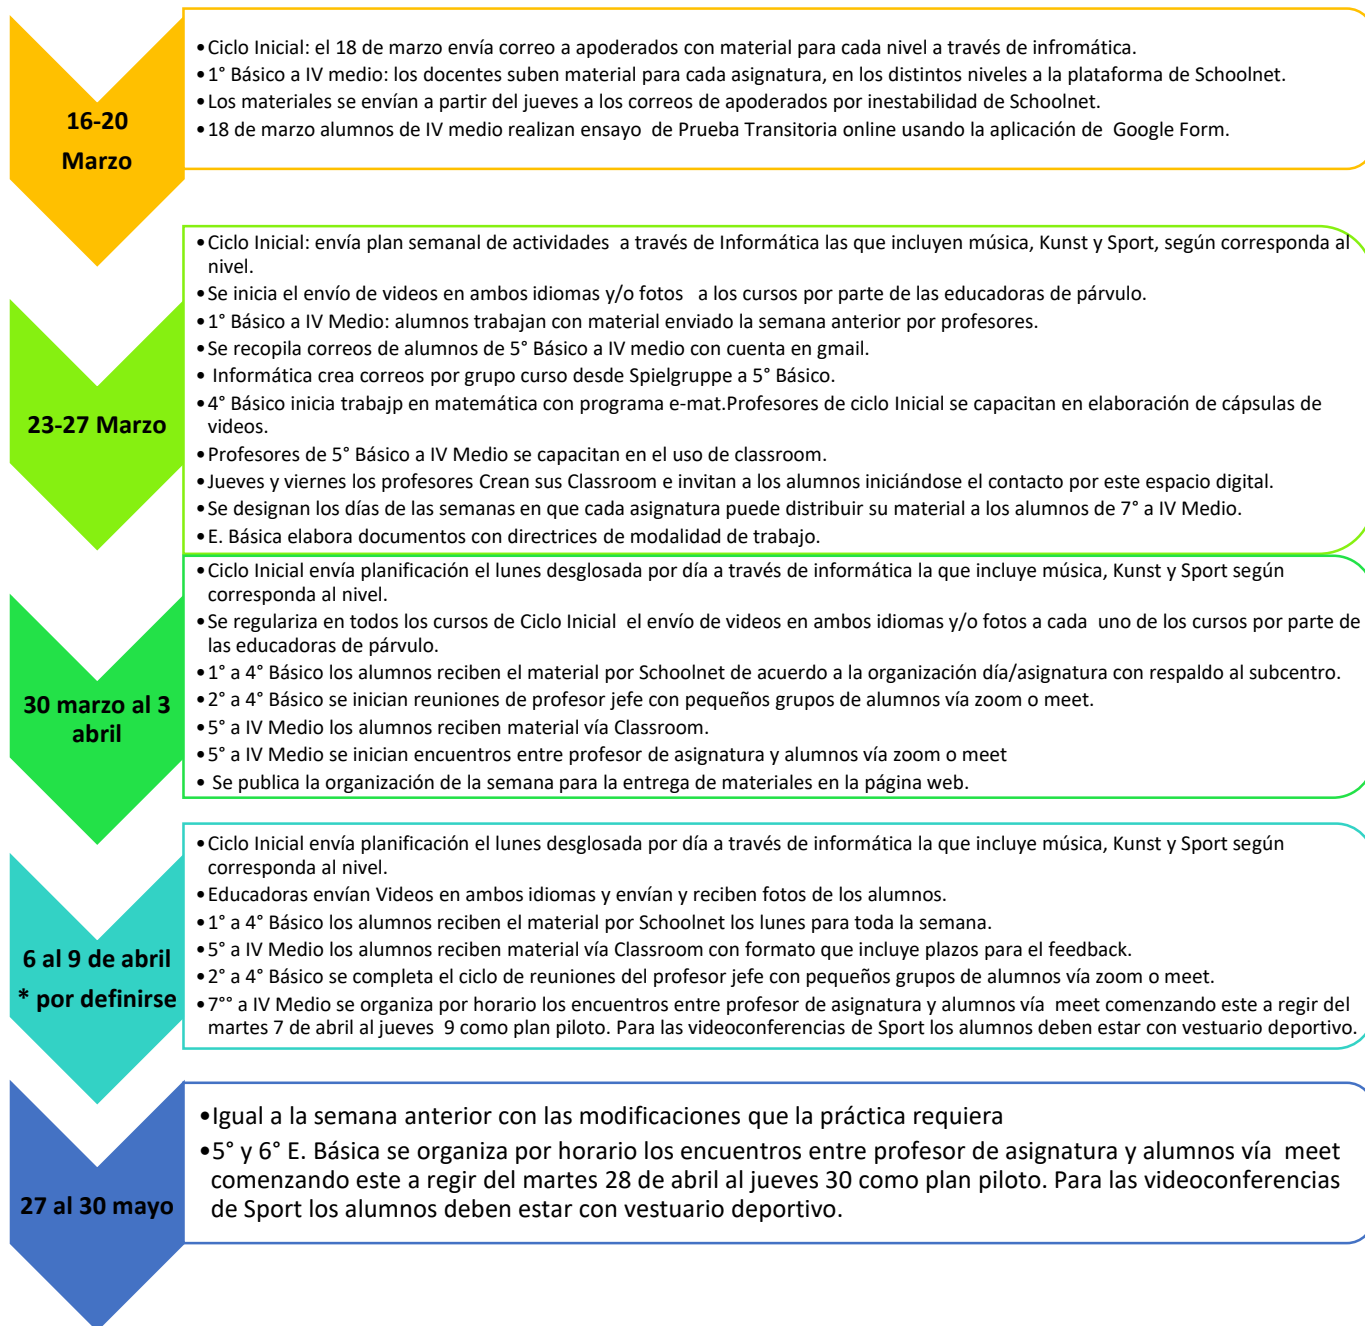 16-20
Marzo
•Ciclo Inicial: el 18 de marzo envía correo a apoderados con material para cada nivel a través de infromática.
•1° Básico a IV medio: los docentes suben material para cada asignatura, en los distintos niveles a la plataforma de Schoolnet.
•Los materiales se envían a partir del jueves a los correos de apoderados por inestabilidad de Schoolnet.
•18 de marzo alumnos de IV medio realizan ensayo de Prueba Transitoria online usando la aplicación de Google Form.
23-27 Marzo
•Ciclo Inicial: envía plan semanal de actividades a través de Informática las que incluyen música, Kunst y Sport, según corresponda al
nivel.
•Se inicia el envío de videos en ambos idiomas y/o fotos a los cursos por parte de las educadoras de párvulo.
•1° Básico a IV Medio: alumnos trabajan con material enviado la semana anterior por profesores.
•Se recopila correos de alumnos de 5° Básico a IV medio con cuenta en gmail.
• Informática crea correos por grupo curso desde Spielgruppe a 5° Básico.
•4° Básico inicia trabajp en matemática con programa e-mat.Profesores de ciclo Inicial se capacitan en elaboración de cápsulas de
videos.
•Profesores de 5° Básico a IV Medio se capacitan en el uso de classroom.
•Jueves y viernes los profesores Crean sus Classroom e invitan a los alumnos iniciándose el contacto por este espacio digital.
•Se designan los días de las semanas en que cada asignatura puede distribuir su material a los alumnos de 7° a IV Medio.
•E. Básica elabora documentos con directrices de modalidad de trabajo.
30 marzo al 3
abril
•Ciclo Inicial envía planificación el lunes desglosada por día a través de informática la que incluye música, Kunst y Sport según
corresponda al nivel.
•Se regulariza en todos los cursos de Ciclo Inicial el envío de videos en ambos idiomas y/o fotos a cada uno de los cursos por parte de
las educadoras de párvulo.
•1° a 4° Básico los alumnos reciben el material por Schoolnet de acuerdo a la organización día/asignatura con respaldo al subcentro.
•2° a 4° Básico se inician reuniones de profesor jefe con pequeños grupos de alumnos vía zoom o meet.
•5° a IV Medio los alumnos reciben material vía Classroom.
•5° a IV Medio se inician encuentros entre profesor de asignatura y alumnos vía zoom o meet
• Se publica la organización de la semana para la entrega de materiales en la página web.
6 al 9 de abril
* por definirse
•Ciclo Inicial envía planificación el lunes desglosada por día a través de informática la que incluye música, Kunst y Sport según
corresponda al nivel.
•Educadoras envían Videos en ambos idiomas y envían y reciben fotos de los alumnos.
•1° a 4° Básico los alumnos reciben el material por Schoolnet los lunes para toda la semana.
•5° a IV Medio los alumnos reciben material vía Classroom con formato que incluye plazos para el feedback.
•2° a 4° Básico se completa el ciclo de reuniones del profesor jefe con pequeños grupos de alumnos vía zoom o meet.
•7°° a IV Medio se organiza por horario los encuentros entre profesor de asignatura y alumnos vía meet comenzando este a regir del
martes 7 de abril al jueves 9 como plan piloto. Para las videoconferencias de Sport los alumnos deben estar con vestuario deportivo.
27 al 30 mayo
•Igual a la semana anterior con las modificaciones que la práctica requiera
•5° y 6° E. Básica se organiza por horario los encuentros entre profesor de asignatura y alumnos vía meet
comenzando este a regir del martes 28 de abril al jueves 30 como plan piloto. Para las videoconferencias
de Sport los alumnos deben estar con vestuario deportivo.